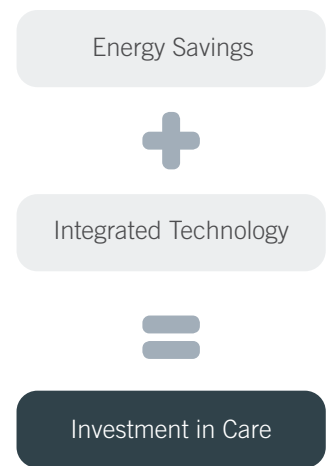 Energy Savings
+
Integrated Technology
=
Investment in Care